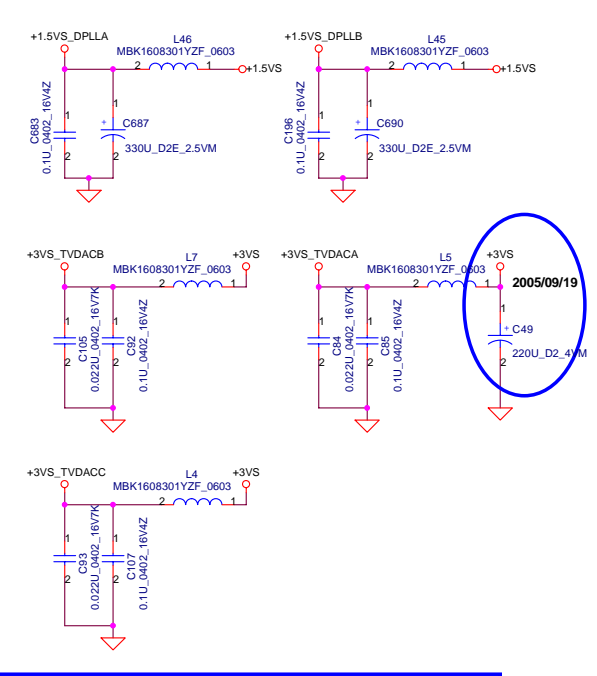 +1.5VS_DPLLA
L46
MBK1608301YZF_0603
2 1
+1.5VS
1
C683
0.1U_0402_16V4Z
2
1
+
C687
2
330U_D2E_2.5VM
+1.5VS_DPLLB
L45
MBK1608301YZF_0603
2 1
+1.5VS
1
C196
0.1U_0402_16V4Z
2
1
+
C690
2
330U_D2E_2.5VM
+3VS_TVDACB
L7
+3VS
MBK1608301YZF_0603
2 1
1
C105
0.022U_0402_16V7K
2
1
C92
0.1U_0402_16V4Z
2
+3VS_TVDACA
L5
+3VS
MBK1608301YZF_0603
2 1
2005/09/19
1
C84
0.022U_0402_16V7K
2
1
C85
0.1U_0402_16V4Z
2
1
+
C49
2
220U_D2_4VM
+3VS_TVDACC
L4
+3VS
MBK1608301YZF_0603
2 1
1
C93
0.022U_0402_16V7K
2
1
C107
0.1U_0402_16V4Z
2